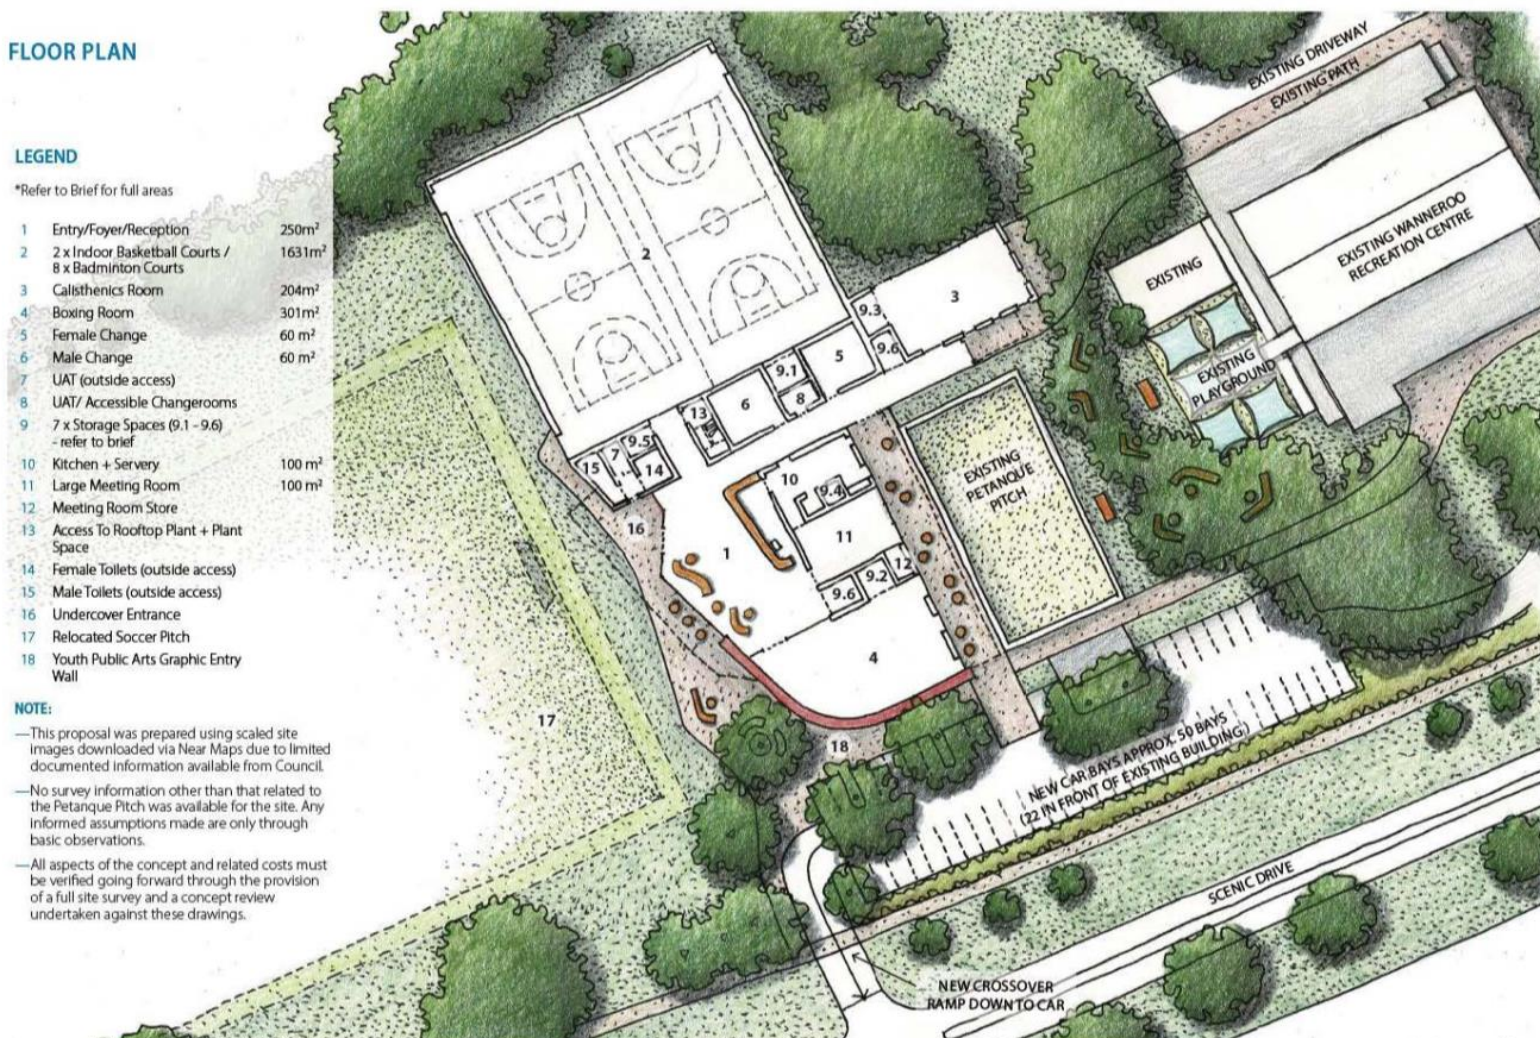 FLOOR PLAN
LEGEND
*Refer to Brief for full areas
1 Entry/Foyer/Reception 250m²
2 2 x Indoor Basketball Courts / 1631m²
8 x Badminton Courts
3 Calisthenics Room 204m²
4 Boxing Room 301m²
5 Female Change 60 m²
6 Male Change 60 m²
7 UAT (outside access)
8 UAT/ Accessible Changerooms
9 7 x Storage Spaces (9.1 - 9.6)
- refer to brief
10 Kitchen + Servery 100 m²
11 Large Meeting Room 100 m²
12 Meeting Room Store
13 Access To Rooftop Plant + Plant
Space
14 Female Toilets (outside access)
15 Male Toilets (outside access)
16 Undercover Entrance
17 Relocated Soccer Pitch
18 Youth Public Arts Graphic Entry
Wall
NOTE:
—This proposal was prepared using scaled site
images downloaded via Near Maps due to limited
documented information available from Council.
—No survey information other than that related to
the Petanque Pitch was available for the site. Any
informed assumptions made are only through
basic observations.
—All aspects of the concept and related costs must
be verified going forward through the provision
of a full site survey and a concept review
undertaken against these drawings.
EXISTING DRIVEWAY
EXISTING PATH
EXISTING WANNEROO
RECREATION CENTRE
EXISTING
EXISTING
PLAYGROUND
2
3
9.3
9.6
5
9.1
8
6
13
9.5
7
15
14
16
10
9.4
11
1
12
9.2
9.6
4
EXISTING
PETANQUE
PITCH
17
18
NEW CAR BAYS APPROX. 50 BAYS
(22 IN FRONT OF EXISTING BUILDING)
SCENIC DRIVE
NEW CROSSOVER
RAMP DOWN TO CAR